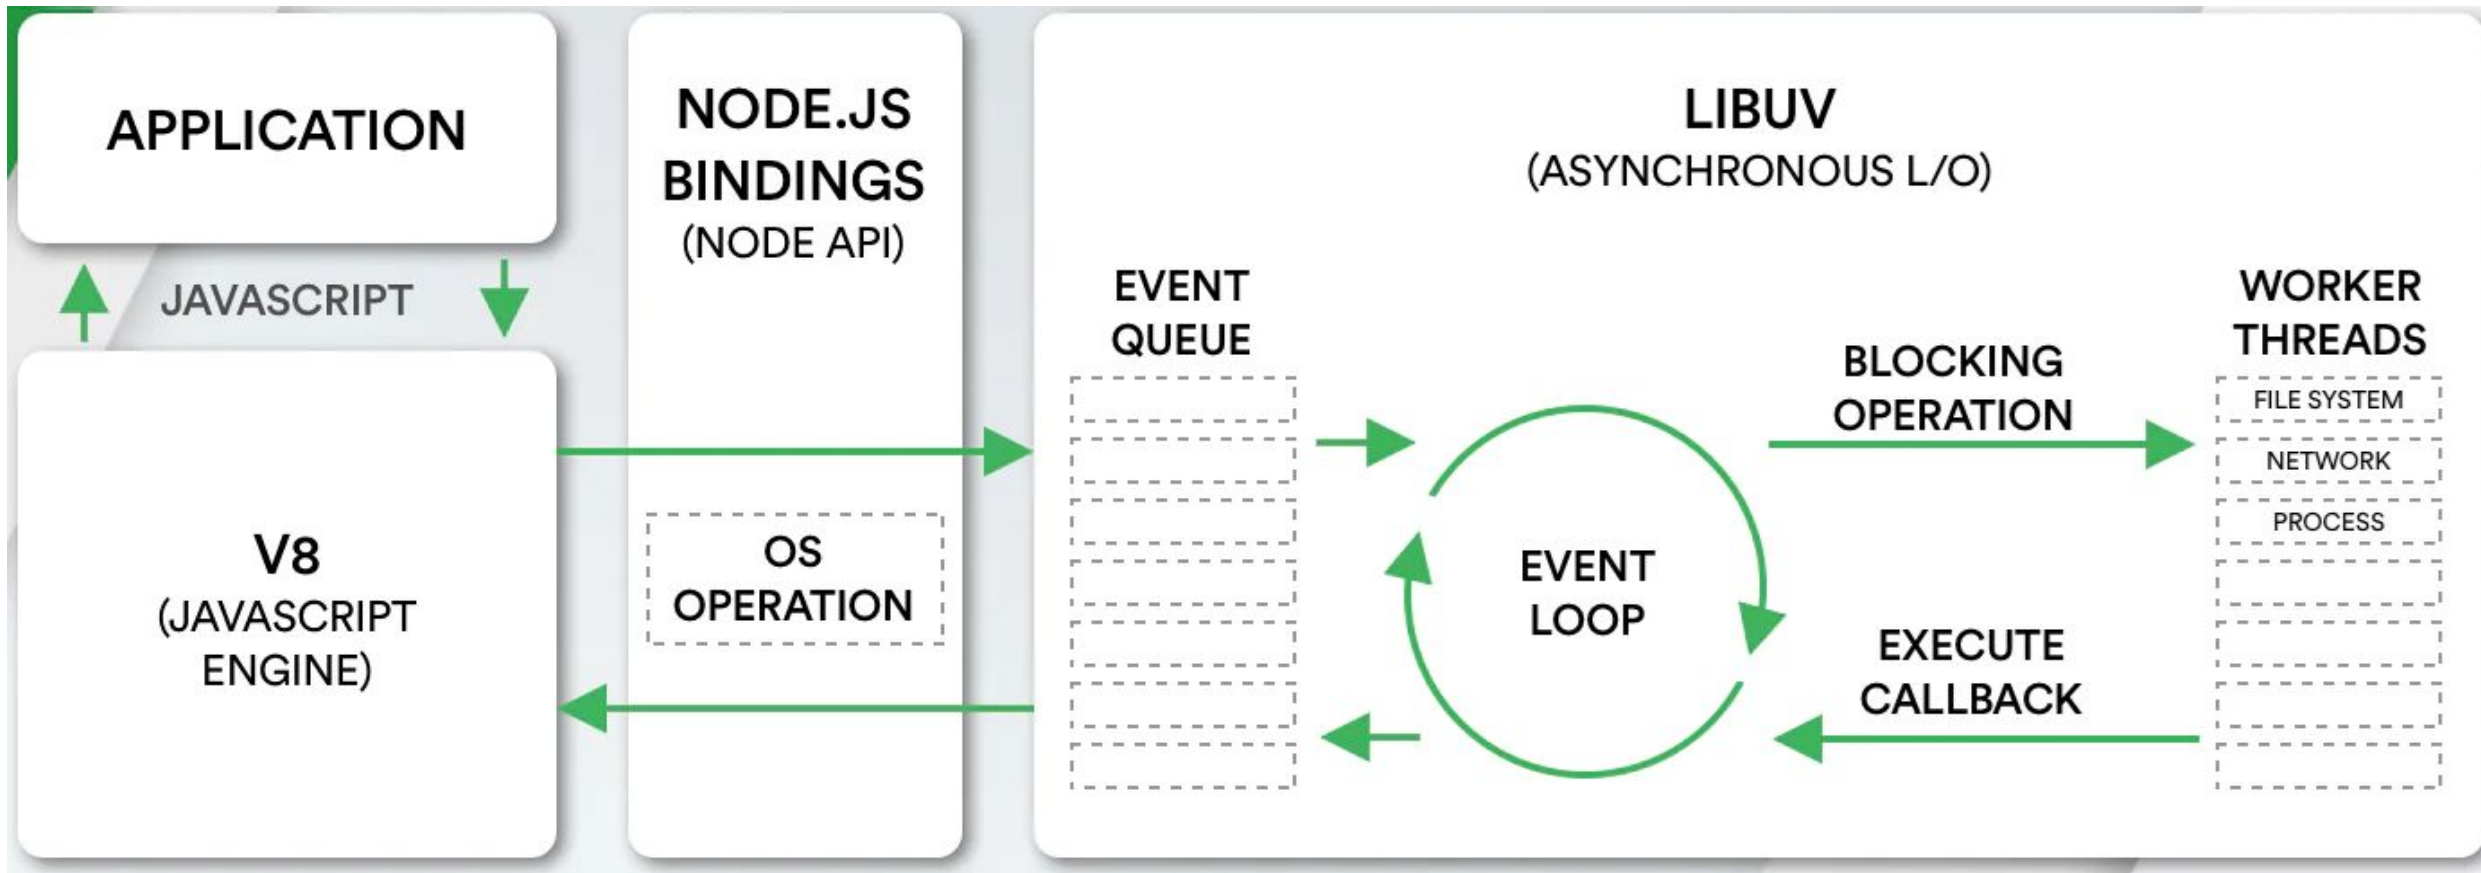 APPLICATION
JAVASCRIPT
V8
(JAVASCRIPT
ENGINE)
NODE.JS
BINDINGS
(NODE API)
OS
OPERATION
LIBUV
(ASYNCHRONOUS L/O)
EVENT
QUEUE
EVENT
LOOP
BLOCKING
OPERATION
EXECUTE
CALLBACK
WORKER
THREADS
FILE SYSTEM
NETWORK
PROCESS